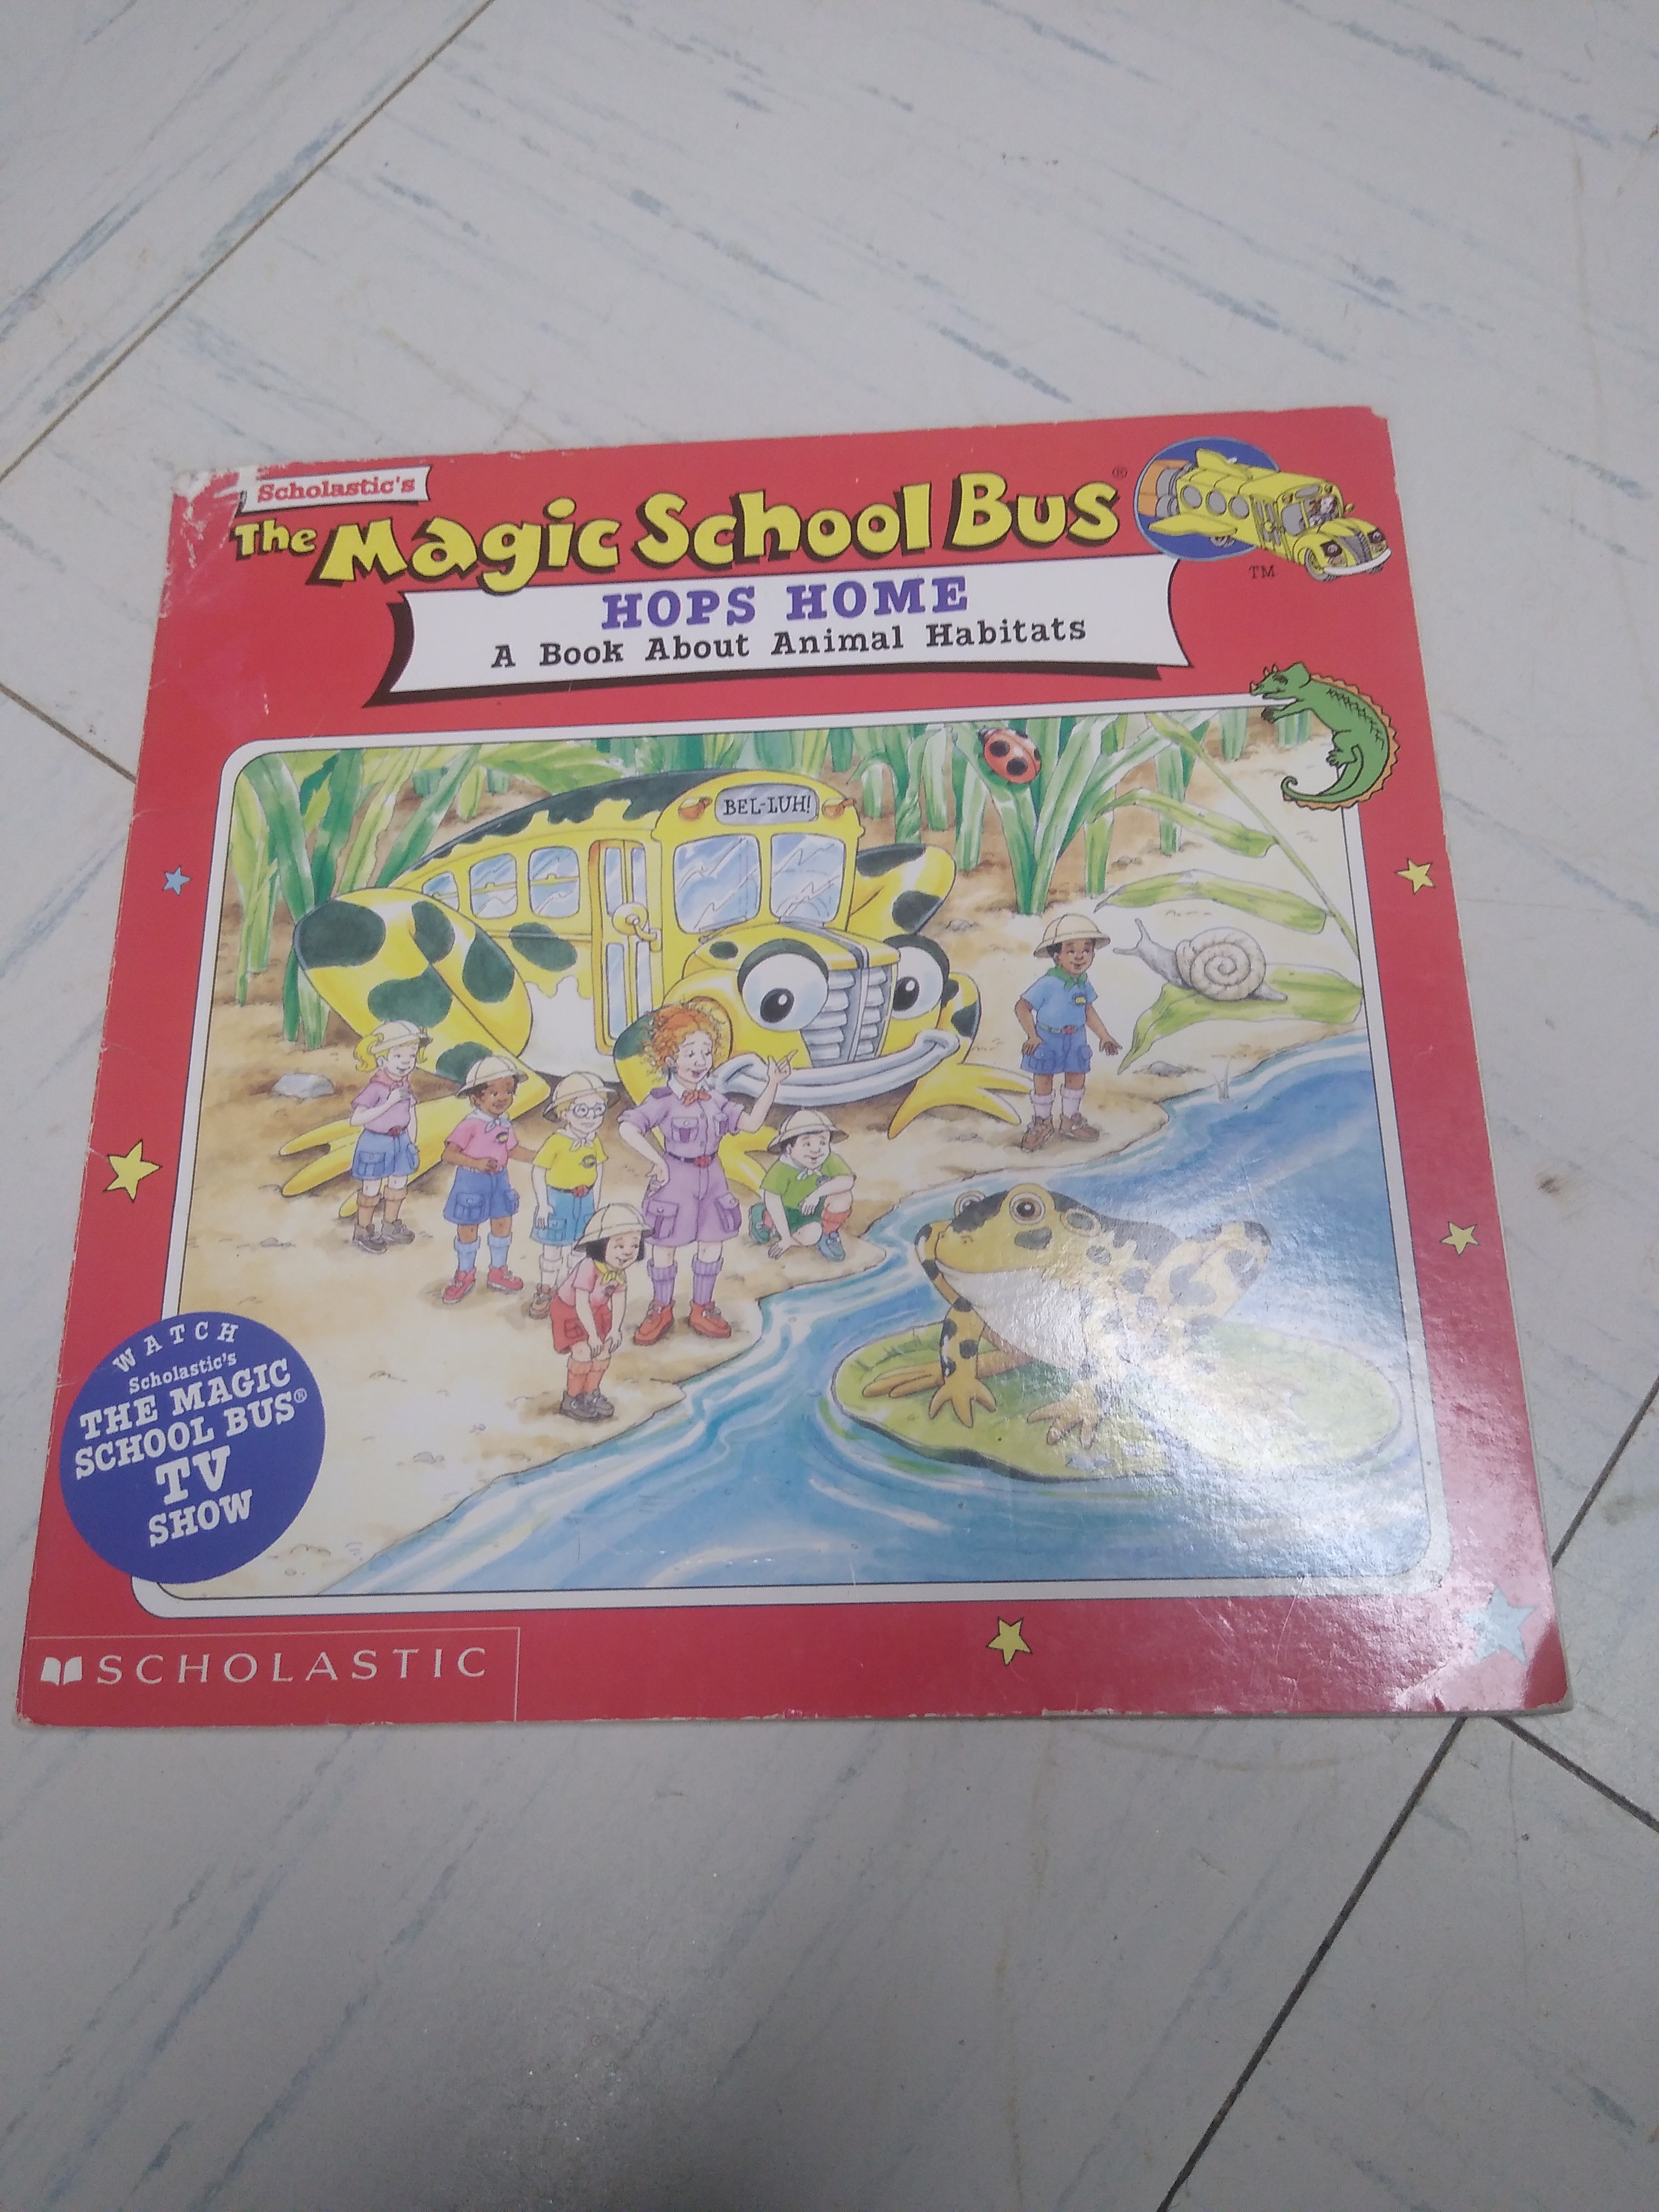 Scholastic's
The Magic School Bus®
TM
HOPS HOME
A Book About Animal Habitats
BEL-LUH!
WATCH
Scholastic's
THE MAGIC
SCHOOL BUS®
TV
SHOW
SCHOLASTIC